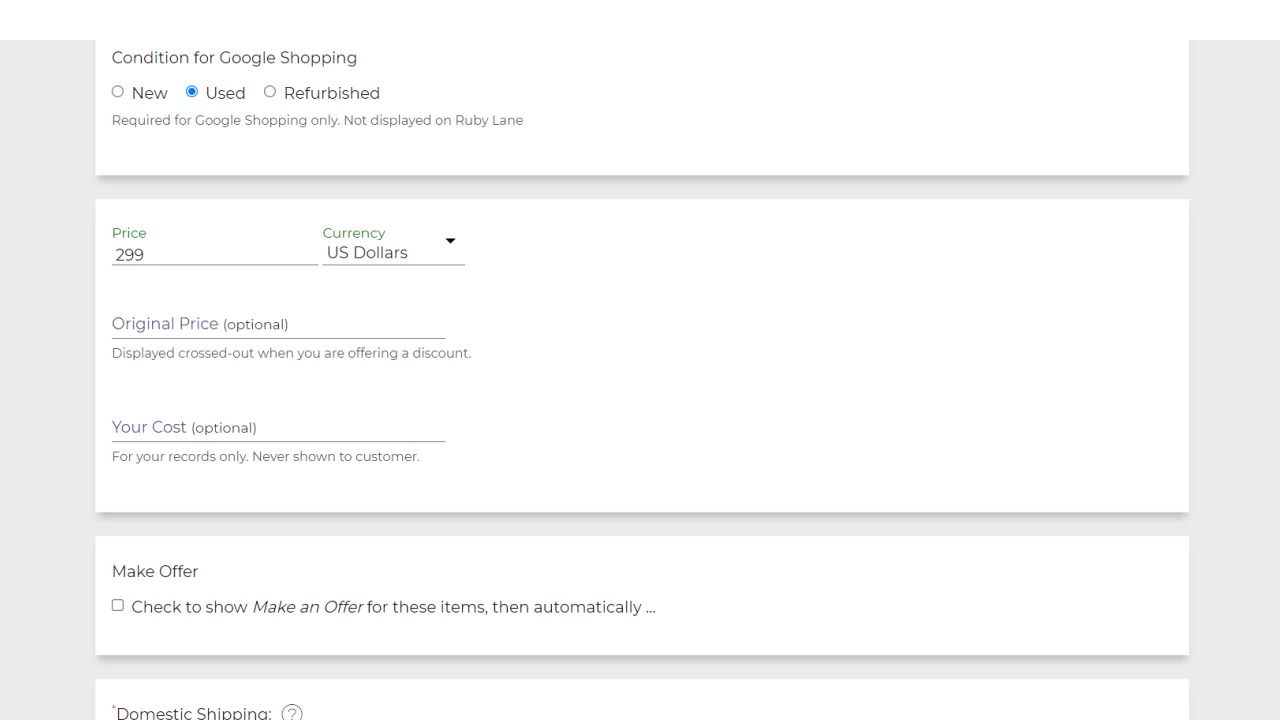 Condition for Google Shopping
New Used Refurbished
Required for Google Shopping only. Not displayed on Ruby Lane
Price Currency
299 US Dollars
Original Price (optional)
Displayed crossed-out when you are offering a discount.
Your Cost (optional)
For your records only. Never shown to customer.
Make Offer
Check to show Make an Offer for these items, then automatically ...
*Domestic Shipping: ?